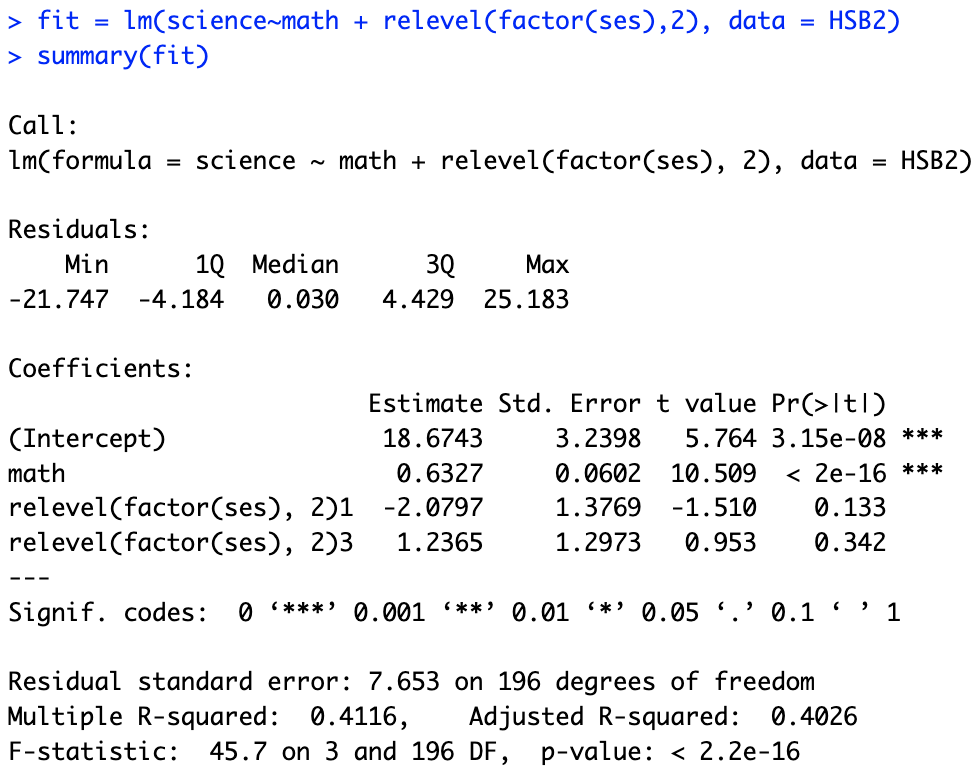 > fit = lm(science~math + relevel(factor(ses),2), data = HSB2)
> summary(fit)
Call:
lm(formula = science ~ math + relevel(factor(ses), 2), data = HSB2)
Residuals:
    Min      1Q  Median      3Q     Max
-21.747  -4.184   0.030   4.429  25.183
Coefficients:
                         Estimate Std. Error t value Pr(>|t|)
(Intercept)               18.6743     3.2398   5.764 3.15e-08 ***
math                       0.6327     0.0602  10.509  < 2e-16 ***
relevel(factor(ses), 2)1  -2.0797     1.3769  -1.510    0.133
relevel(factor(ses), 2)3   1.2365     1.2973   0.953    0.342
---
Signif. codes:  0 ‘***’ 0.001 ‘**’ 0.01 ‘*’ 0.05 ‘.’ 0.1 ‘ ’ 1
Residual standard error: 7.653 on 196 degrees of freedom
Multiple R-squared:  0.4116,    Adjusted R-squared:  0.4026
F-statistic:  45.7 on 3 and 196 DF,  p-value: < 2.2e-16